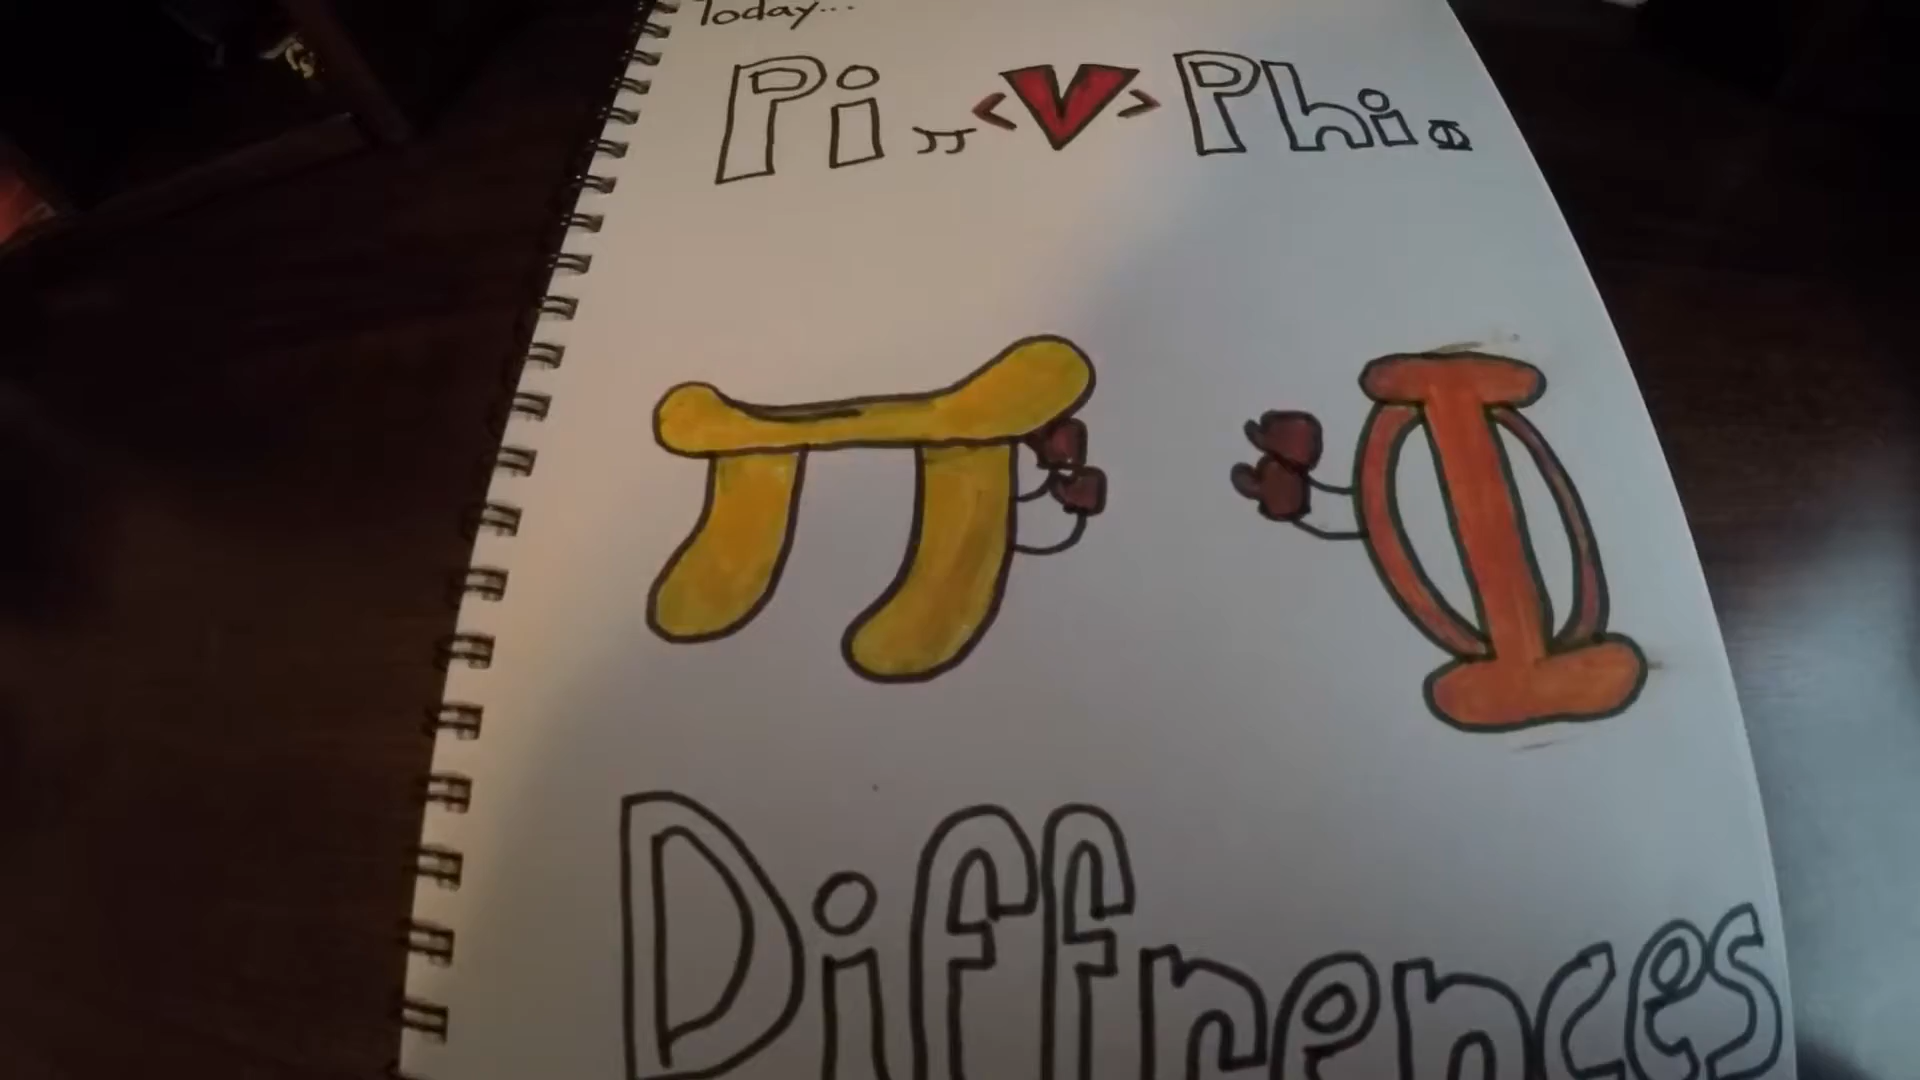 Today...
Pi π <V> Phi Φ
π Φ
Diffrences